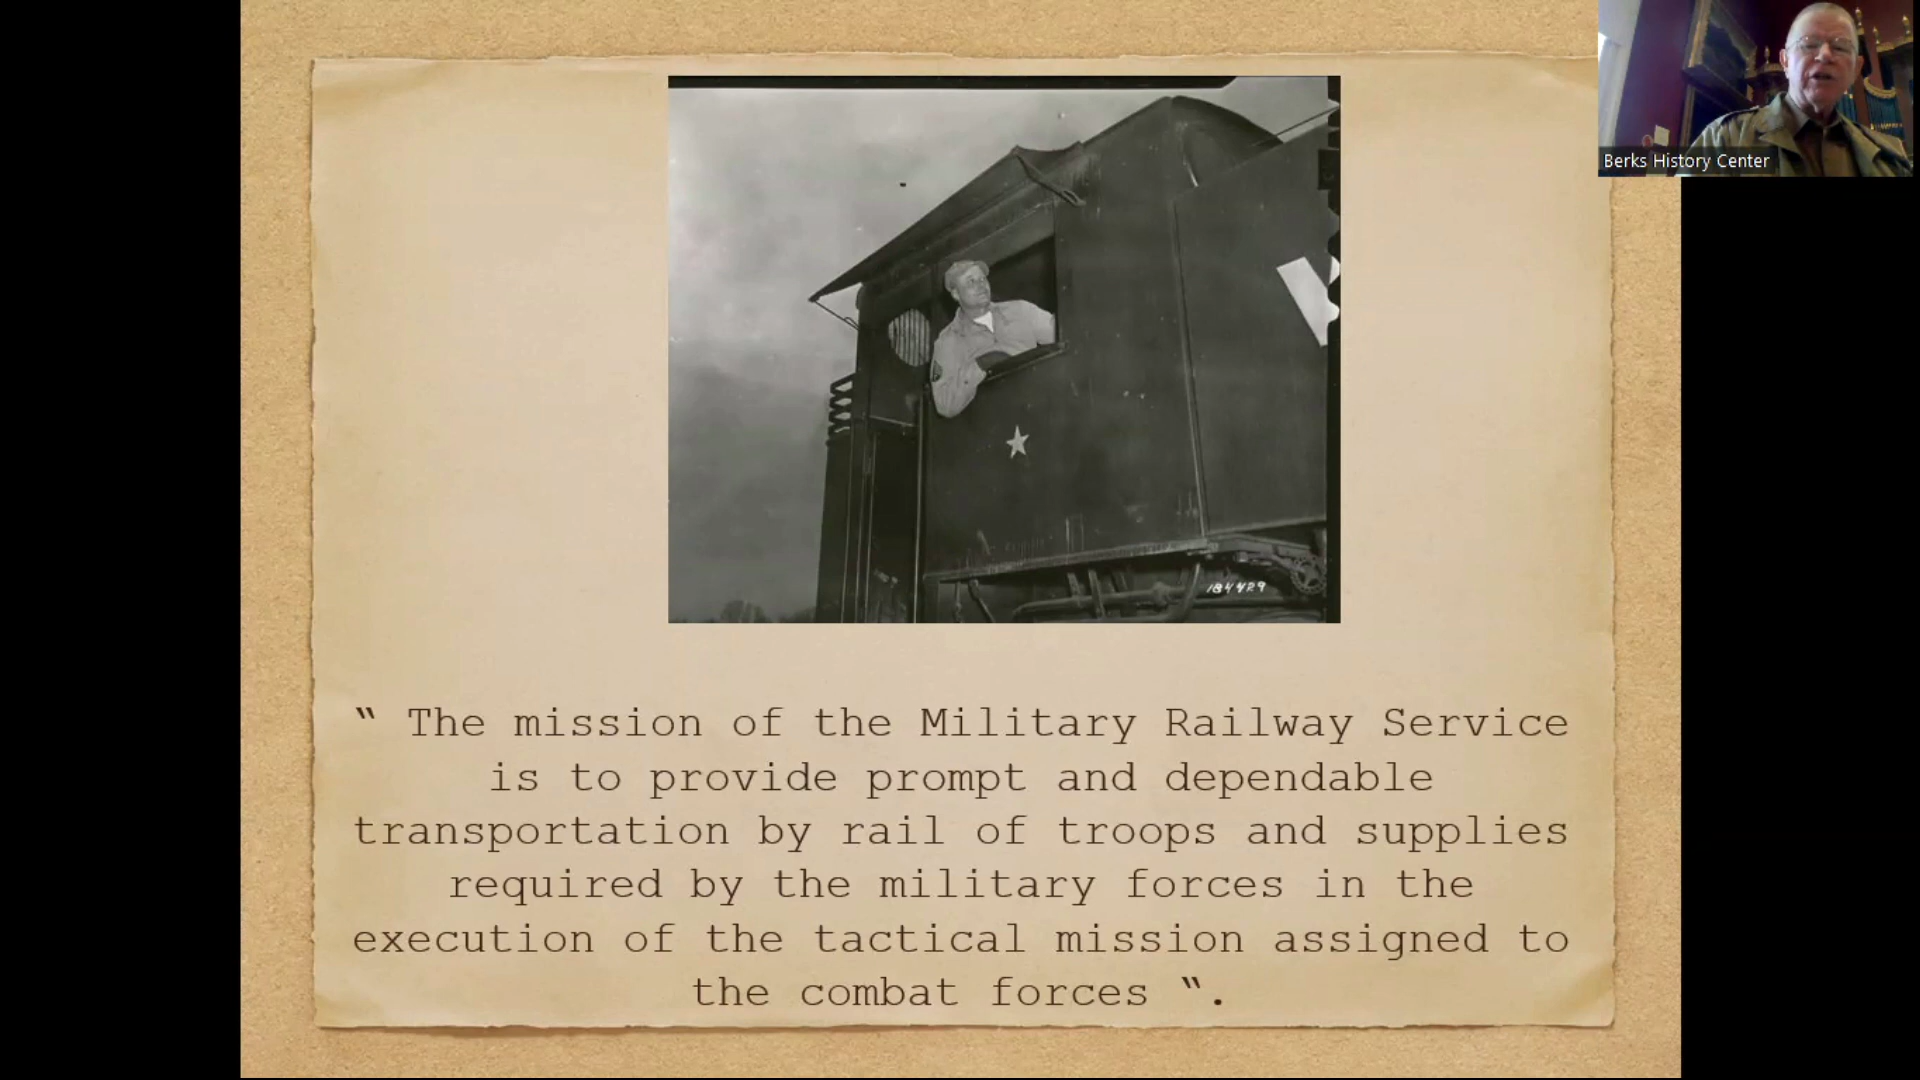 Berks History Center
184429
“ The mission of the Military Railway Service
is to provide prompt and dependable
transportation by rail of troops and supplies
required by the military forces in the
execution of the tactical mission assigned to
the combat forces “.